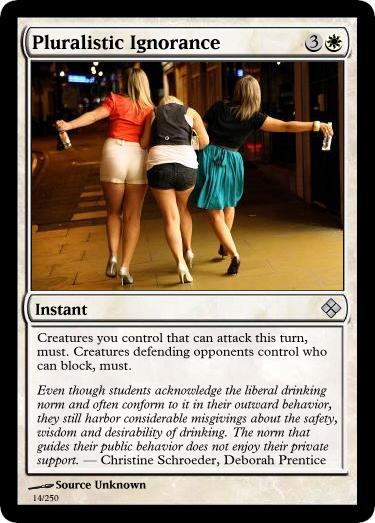 Pluralistic Ignorance 3
Instant
Creatures you control that can attack this turn,
must. Creatures defending opponents control who
can block, must.
Even though students acknowledge the liberal drinking
norm and often conform to it in their outward behavior,
they still harbor considerable misgivings about the safety,
wisdom and desirability of drinking. The norm that
guides their public behavior does not enjoy their private
support. — Christine Schroeder, Deborah Prentice
Source Unknown
14/250